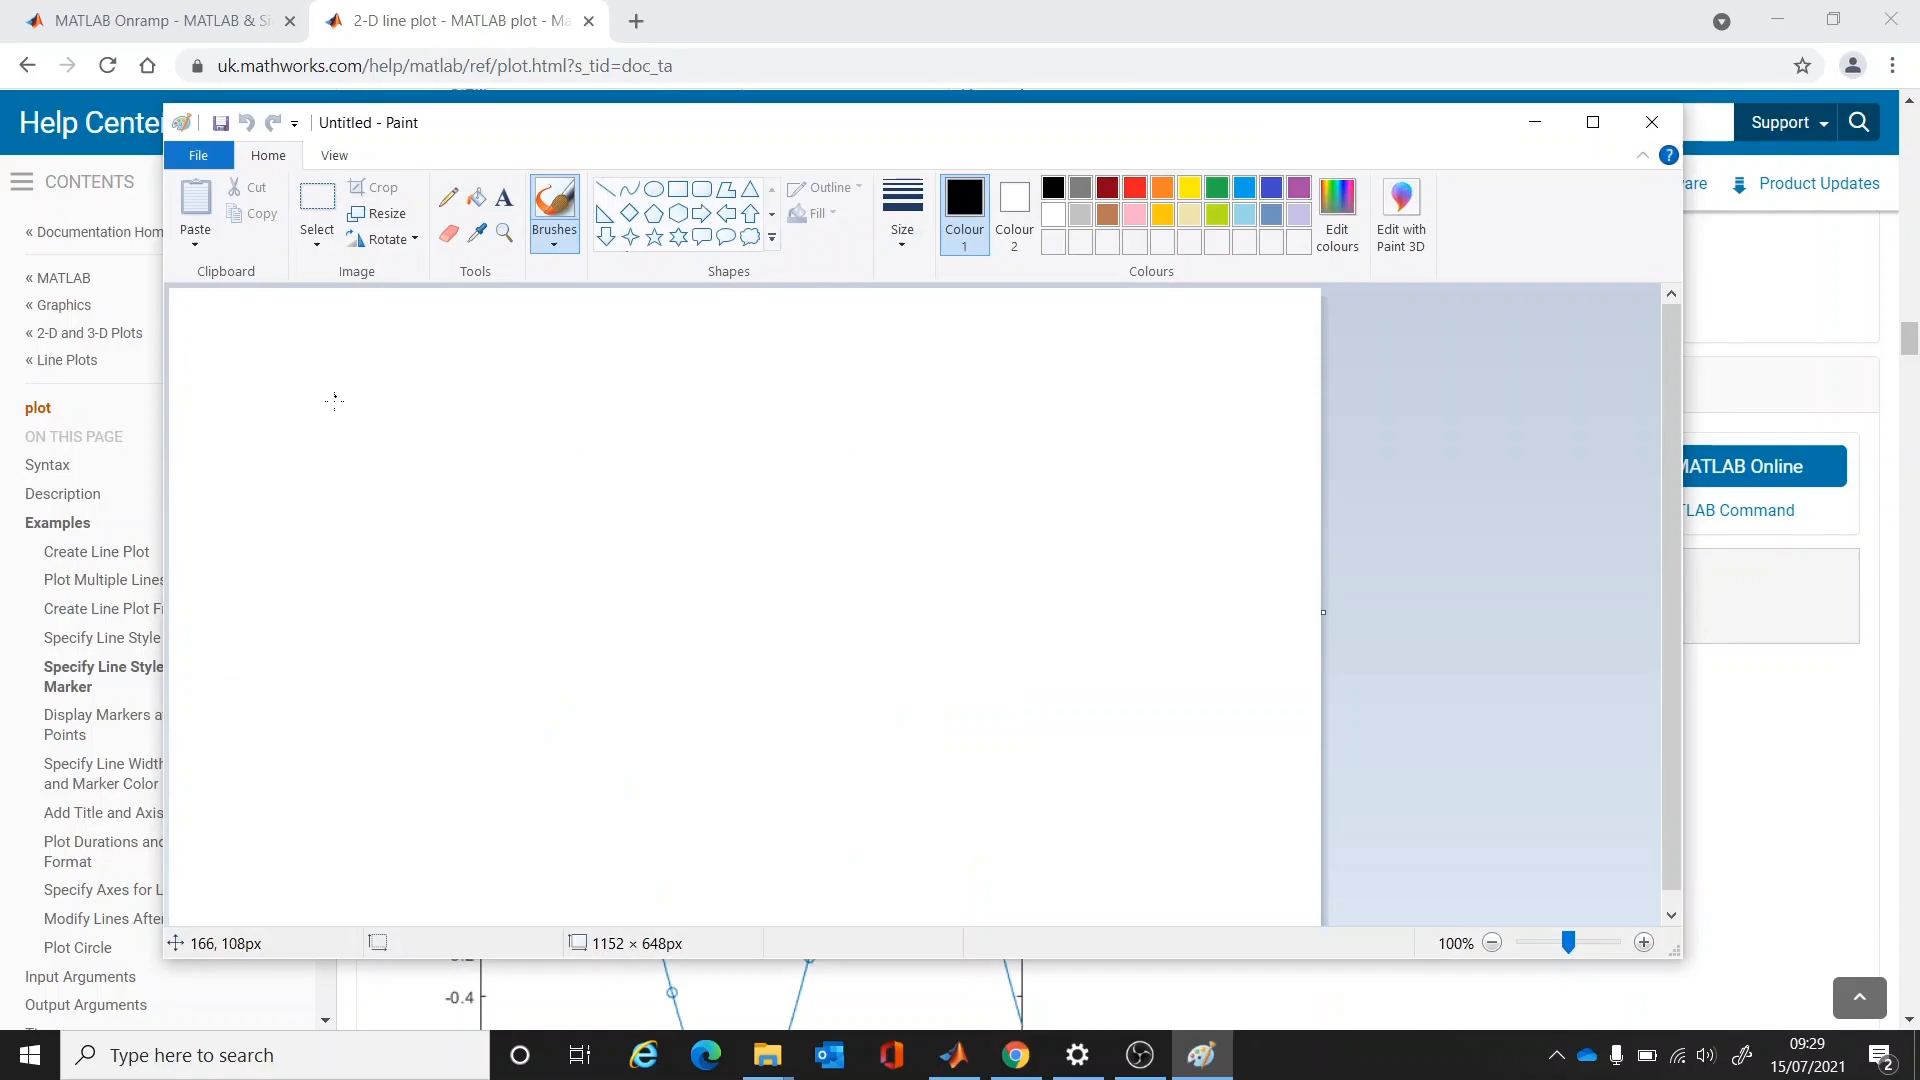 MATLAB Onramp - MATLAB & Si
2-D line plot - MATLAB plot - Ma
uk.mathworks.com/help/matlab/ref/plot.html?s_tid=doc_ta
Help Center
Support
CONTENTS
ware
Product Updates
« Documentation Hom
« MATLAB
« Graphics
« 2-D and 3-D Plots
« Line Plots
plot
ON THIS PAGE
Syntax
Description
Examples
Create Line Plot
Plot Multiple Lines
Create Line Plot F
Specify Line Style
Specify Line Style
Marker
Display Markers a
Points
Specify Line Width
and Marker Color
Add Title and Axis
Plot Durations and
Format
Specify Axes for L
Modify Lines After
Plot Circle
Input Arguments
Output Arguments
Untitled - Paint
File
Home
View
Paste
Cut
Copy
Clipboard
Select
Crop
Resize
Rotate
Image
A
Tools
Brushes
Outline
Fill
Shapes
Size
Colour
1
Colour
2
Edit
colours
Colours
Edit with
Paint 3D
MATLAB Online
TLAB Command
166, 108px
1152 × 648px
100%
-0.4
Type here to search
09:29
15/07/2021
2